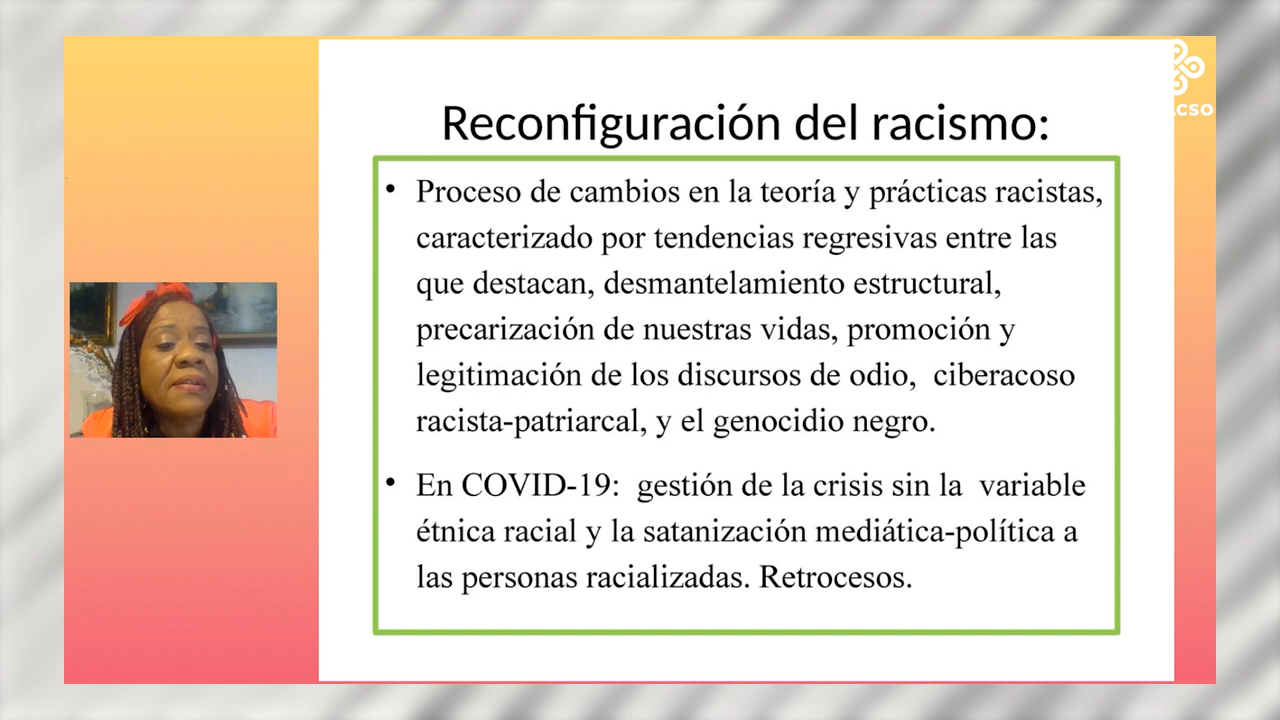 Reconfiguración del racismo:
• Proceso de cambios en la teoría y prácticas racistas,
caracterizado por tendencias regresivas entre las
que destacan, desmantelamiento estructural,
precarización de nuestras vidas, promoción y
legitimación de los discursos de odio, ciberacoso
racista-patriarcal, y el genocidio negro.
• En COVID-19: gestión de la crisis sin la variable
étnica racial y la satanización mediática-política a
las personas racializadas. Retrocesos.